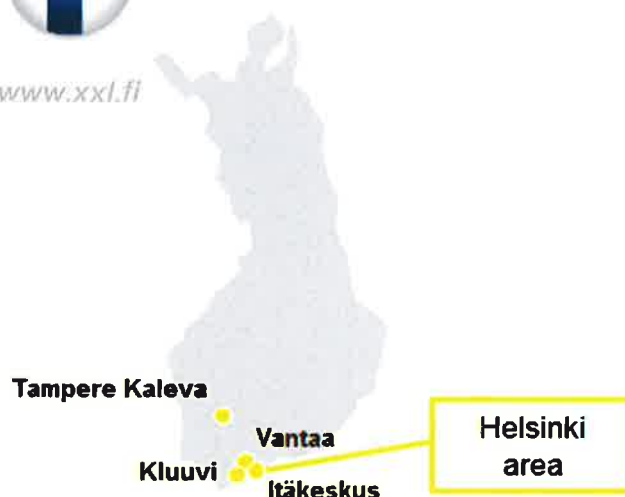 www.xxl.fi
Tampere Kaleva
Vantaa
Kluuvi
Itäkeskus
Helsinki
area